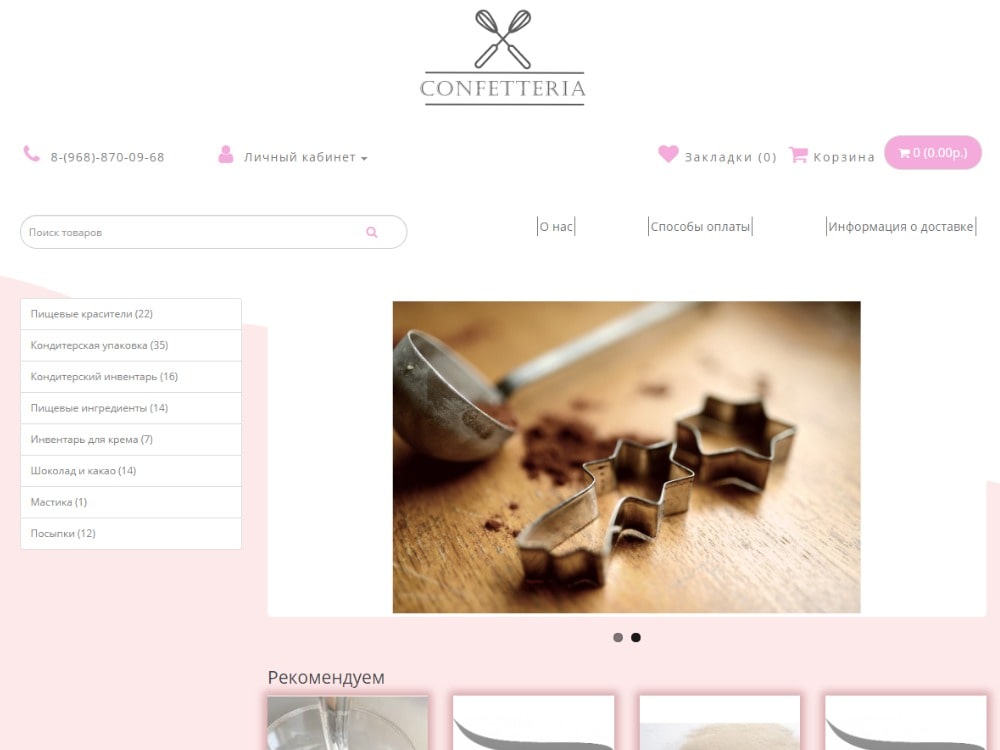 CONFETTERIA
8-(968)-870-09-68
Личный кабинет
Закладки (0)
Корзина
0 (0.00р.)
Поиск товаров
О нас
Способы оплаты
Информация о доставке
Пищевые красители (22)
Кондитерская упаковка (35)
Кондитерский инвентарь (16)
Пищевые ингредиенты (14)
Инвентарь для крема (7)
Шоколад и какао (14)
Мастика (1)
Посыпки (12)
Рекомендуем